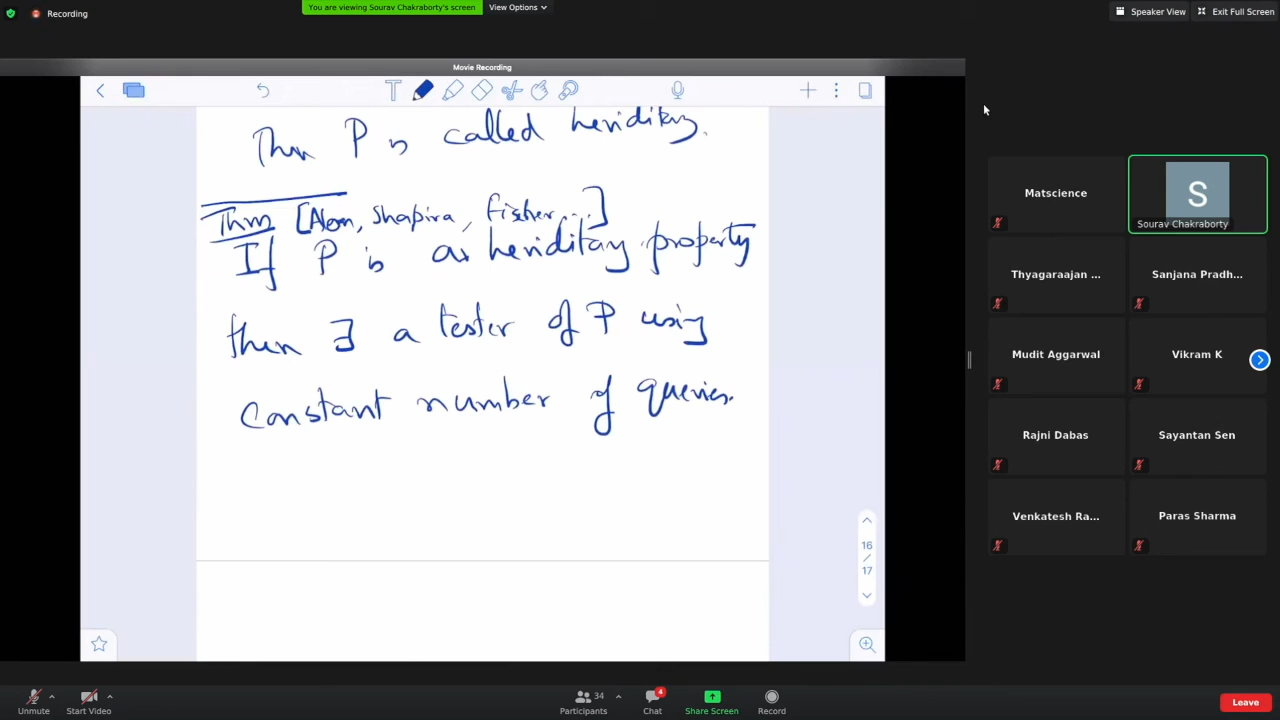 Recording
You are viewing Sourav Chakraborty's screen
View Options
Speaker View
Exit Full Screen
Movie Recording
Then P is called heriditary.
Thm [Alon, Shapira, Fisher...]
If P is a heriditary property
then ∃ a tester of P using
constant number of queries.
16
/
17
Matscience
S
Sourav Chakraborty
Thyagaraajan ...
Sanjana Pradh...
Mudit Aggarwal
Vikram K
Rajni Dabas
Sayantan Sen
Venkatesh Ra...
Paras Sharma
Unmute
Start Video
34
Participants
4
Chat
Share Screen
Record
Leave